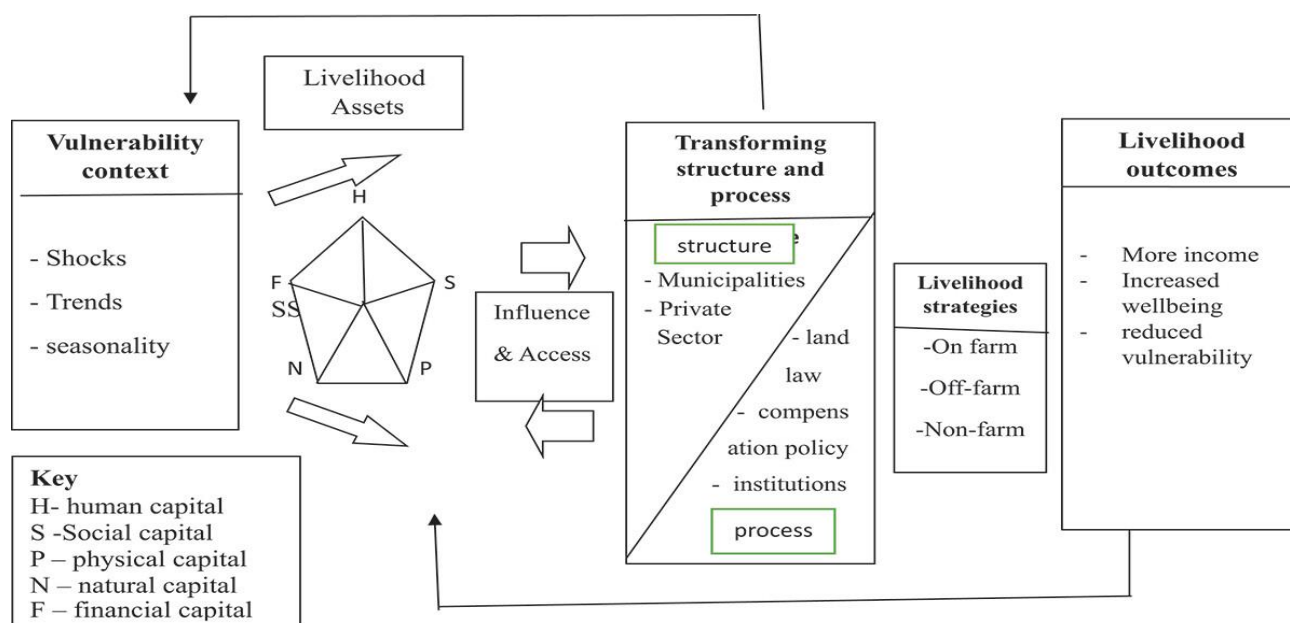 Livelihood
Assets
Vulnerability
context
- Shocks
- Trends
- seasonality
H
F
S
SS
N
P
Influence
& Access
Transforming
structure and
process
structure
e
- Municipalities
- Private
Sector
- land
law
- compens
ation policy
- institutions
process
Livelihood
strategies
-On farm
-Off-farm
-Non-farm
Livelihood
outcomes
- More income
- Increased
wellbeing
- reduced
vulnerability
Key
H- human capital
S -Social capital
P – physical capital
N – natural capital
F – financial capital